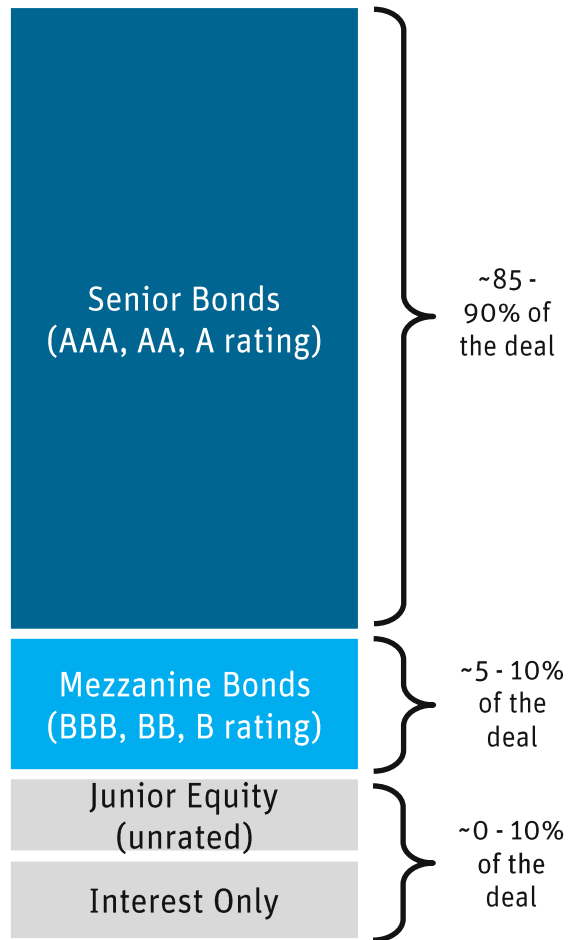 Senior Bonds
(AAA, AA, A rating)
~85 -
90% of
the deal
Mezzanine Bonds
(BBB, BB, B rating)
~5 - 10%
of the
deal
Junior Equity
(unrated)
Interest Only
~0 - 10%
of the
deal